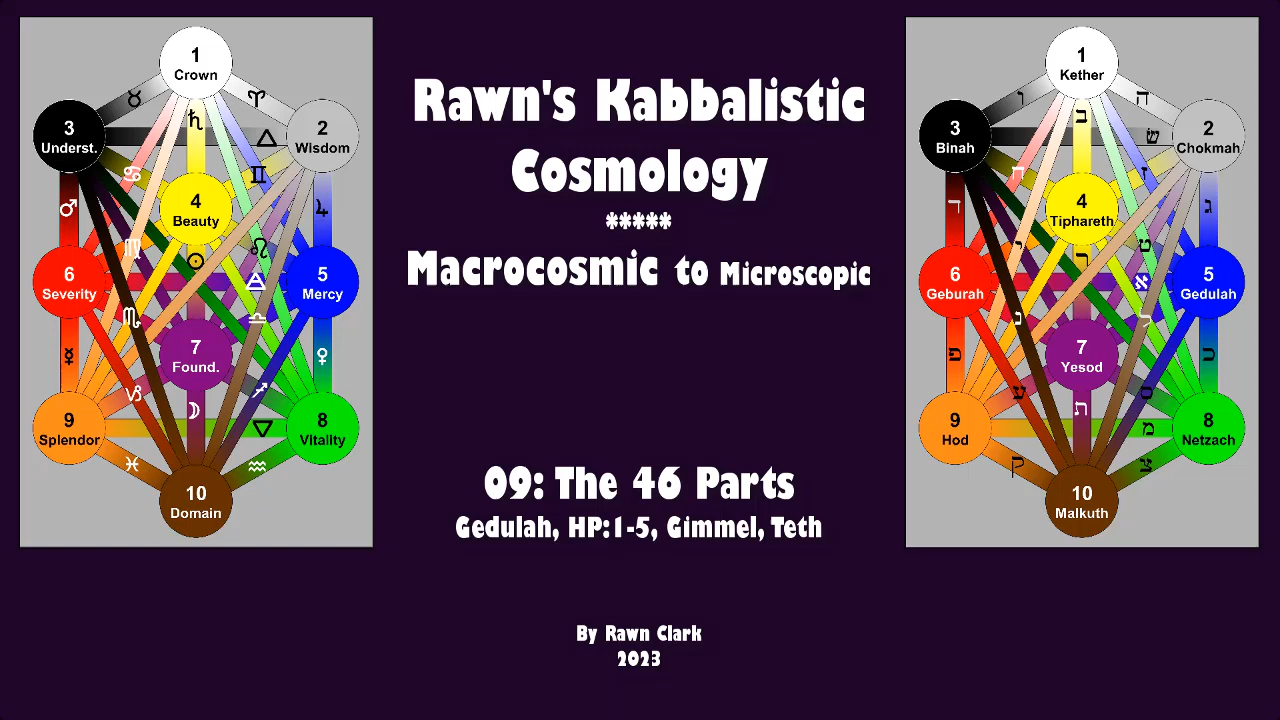 1
Crown
3
Underst.
2
Wisdom
4
Beauty
6
Severity
5
Mercy
7
Found.
9
Splendor
8
Vitality
10
Domain
♉ ♈
♄
🜂
♋ ♊
♂ ♃
♍ ♌
☉
🜁
♏ ♎
☿ ♀
♑ ♐
☽
🜄
♓ ♒
Rawn's Kabbalistic
Cosmology
*****
Macrocosmic to Microscopic
09: The 46 Parts
Gedulah, HP:1-5, Gimmel, Teth
By Rawn Clark
2023
1
Kether
3
Binah
2
Chokmah
4
Tiphareth
6
Geburah
5
Gedulah
7
Yesod
9
Hod
8
Netzach
10
Malkuth
ו ה
ב
ש
ח ז
ד ג
י ט
ר
א
נ ל
פ
ע ס
ת
מ
ק צ